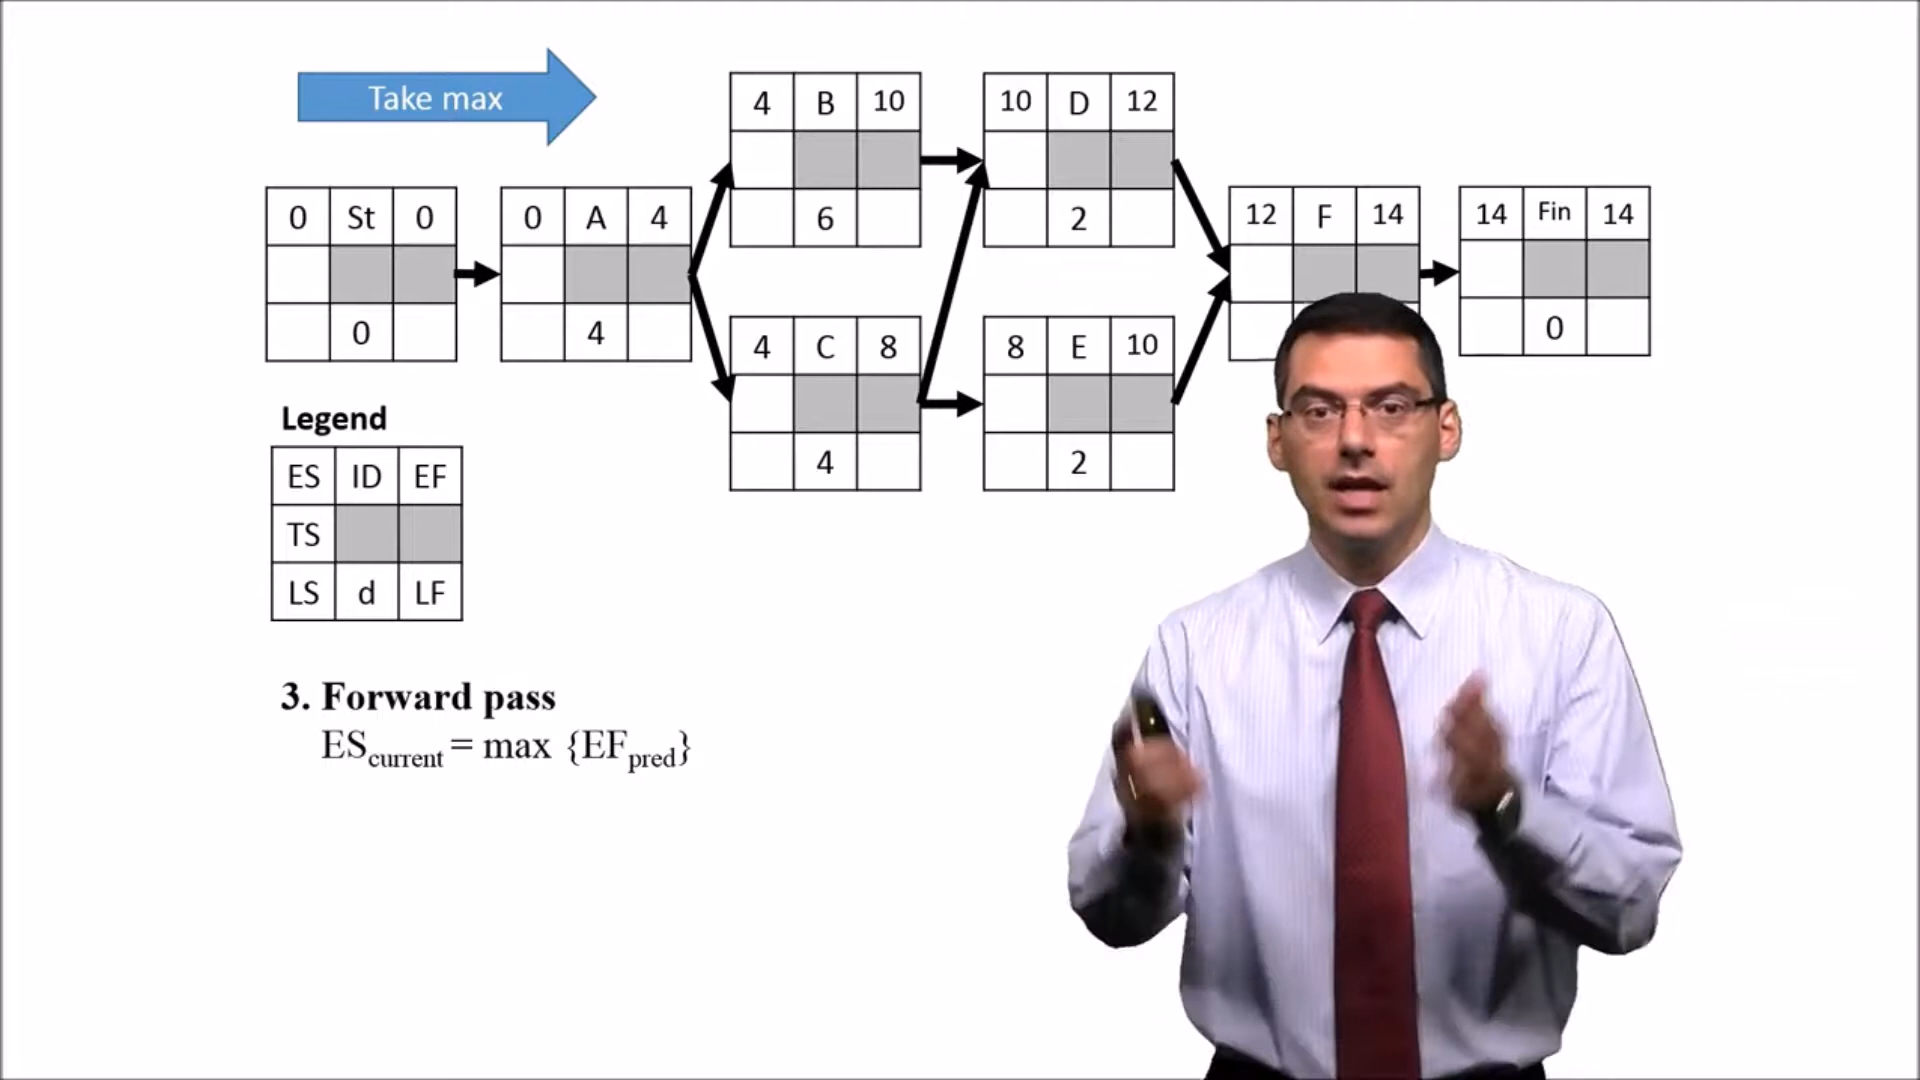 Take max
4 B 10
6
10 D 12
2
0 St 0
0
0 A 4
4
4 C 8
4
8 E 10
2
12 F 14
14 Fin 14
0
Legend
ES ID EF
TS
LS d LF
3. Forward pass
EScurrent = max {EFpred}